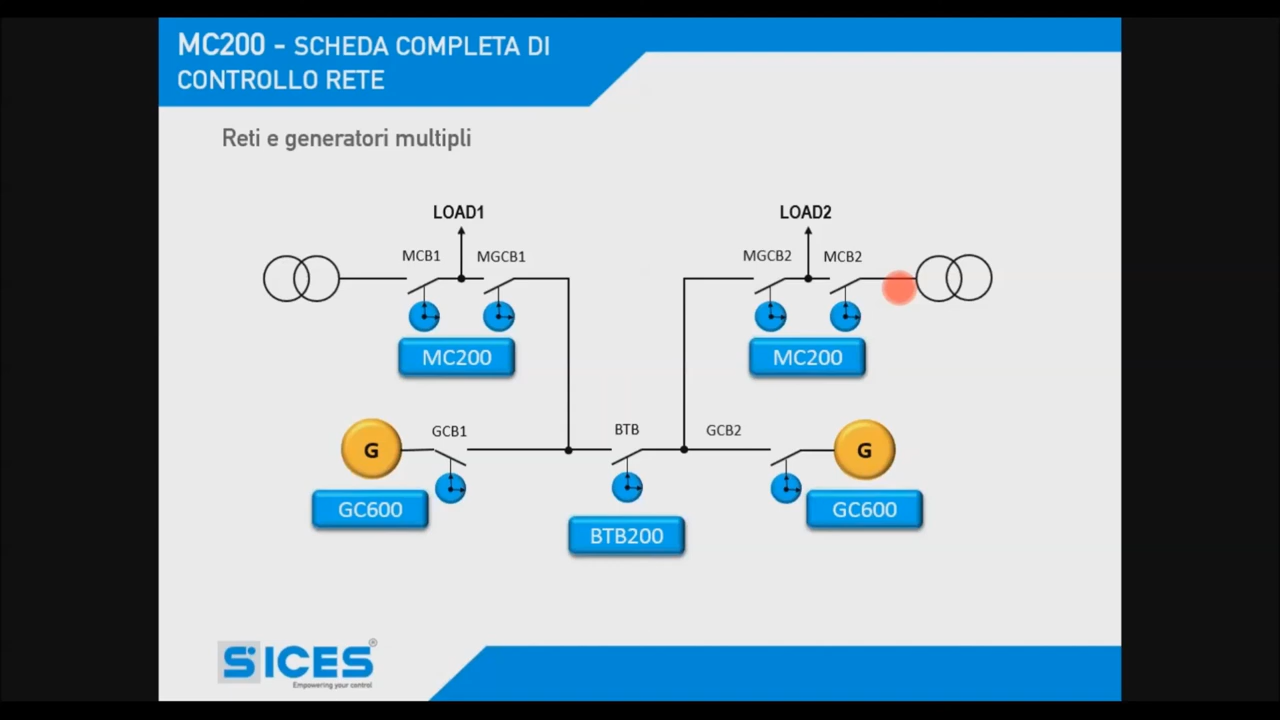 MC200 - SCHEDA COMPLETA DI
CONTROLLO RETE
Reti e generatori multipli
LOAD1
LOAD2
MCB1
MGCB1
MGCB2
MCB2
MC200
MC200
GCB1
BTB
GCB2
G
G
GC600
GC600
BTB200
SICES®
Empowering your control